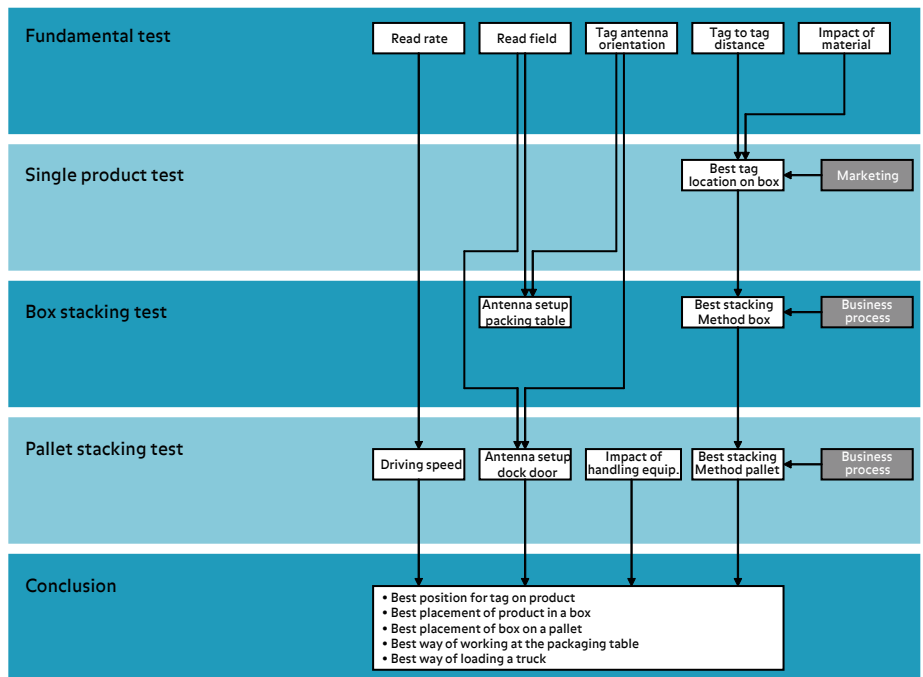 Fundamental test
Read rate
Read field
Tag antenna
orientation
Tag to tag
distance
Impact of
material
Single product test
Best tag
location on box
Marketing
Box stacking test
Antenna setup
packing table
Best stacking
Method box
Business
process
Pallet stacking test
Driving speed
Antenna setup
dock door
Impact of
handling equip.
Best stacking
Method pallet
Business
process
Conclusion
• Best position for tag on product
• Best placement of product in a box
• Best placement of box on a pallet
• Best way of working at the packaging table
• Best way of loading a truck